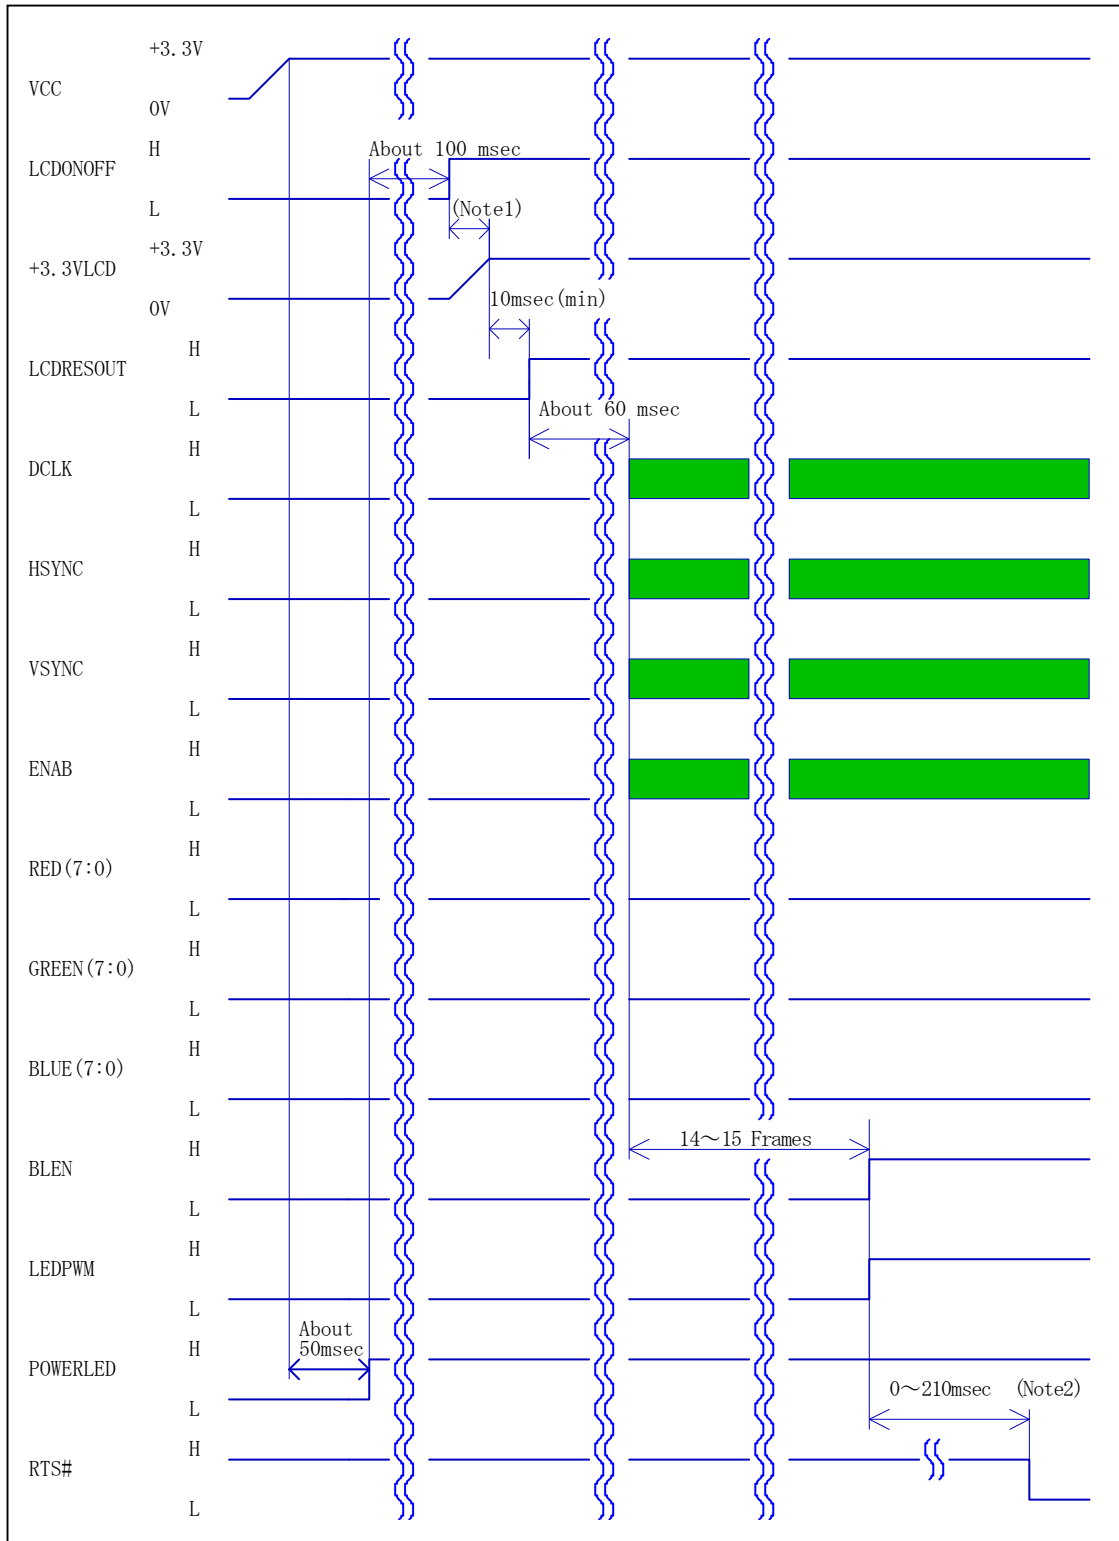 +3.3V
VCC
0V
H
About 100 msec
LCDONOFF
L
(Note1)
+3.3V
+3.3VLCD
0V
10msec(min)
H
LCDRESOUT
L
About 60 msec
H
DCLK
L
H
HSYNC
L
H
VSYNC
L
H
ENAB
L
H
RED(7:0)
L
H
GREEN(7:0)
L
H
BLUE(7:0)
L
14～15 Frames
H
BLEN
L
H
LEDPWM
L
About
50msec
H
POWERLED
L
0～210msec (Note2)
H
RTS#
L